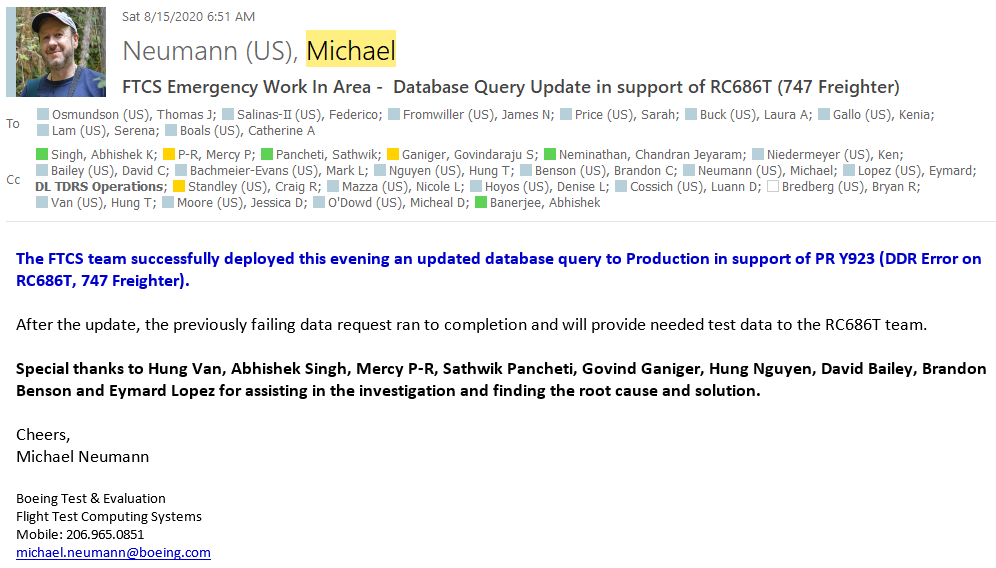 Sat 8/15/2020 6:51 AM
Neumann (US), Michael
FTCS Emergency Work In Area - Database Query Update in support of RC686T (747 Freighter)
To Osmundson (US), Thomas J; Salinas-II (US), Federico; Fromwiller (US), James N; Price (US), Sarah; Buck (US), Laura A; Gallo (US), Kenia;
Lam (US), Serena; Boals (US), Catherine A
Cc Singh, Abhishek K; P-R, Mercy P; Pancheti, Sathwik; Ganiger, Govindaraju S; Neminathan, Chandran Jeyaram; Niedermeyer (US), Ken;
Bailey (US), David C; Bachmeier-Evans (US), Mark L; Nguyen (US), Hung T; Benson (US), Brandon C; Neumann (US), Michael; Lopez (US), Eymard;
DL TDRS Operations; Standley (US), Craig R; Mazza (US), Nicole L; Hoyos (US), Denise L; Cossich (US), Luann D; Bredberg (US), Bryan R;
Van (US), Hung T; Moore (US), Jessica D; O'Dowd (US), Micheal D; Banerjee, Abhishek
The FTCS team successfully deployed this evening an updated database query to Production in support of PR Y923 (DDR Error on
RC686T, 747 Freighter).
After the update, the previously failing data request ran to completion and will provide needed test data to the RC686T team.
Special thanks to Hung Van, Abhishek Singh, Mercy P-R, Sathwik Pancheti, Govind Ganiger, Hung Nguyen, David Bailey, Brandon
Benson and Eymard Lopez for assisting in the investigation and finding the root cause and solution.
Cheers,
Michael Neumann
Boeing Test & Evaluation
Flight Test Computing Systems
Mobile: 206.965.0851
michael.neumann@boeing.com